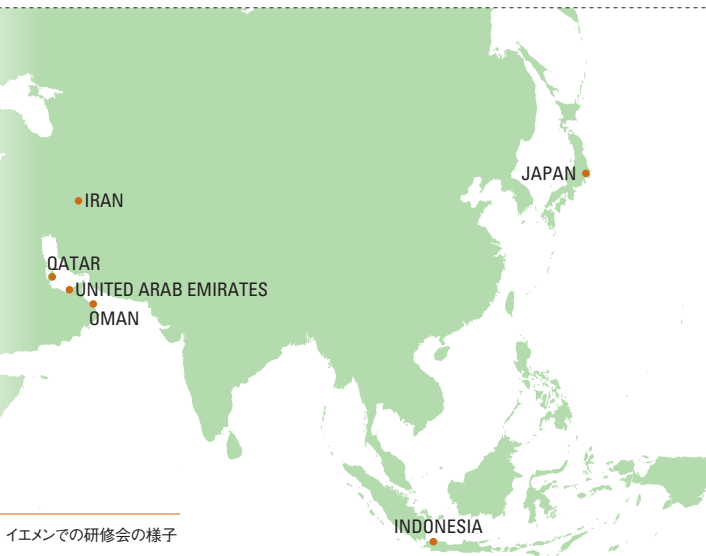 JAPAN
IRAN
QATAR
UNITED ARAB EMIRATES
OMAN
INDONESIA
イエメンでの研修会の様子